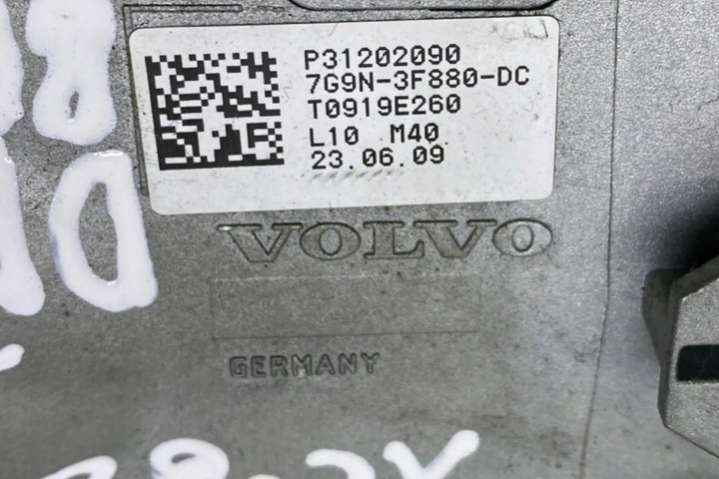 P31202090
7G9N-3F880-DC
T0919E260
L10 M40
23.06.09
VOLVO
GERMANY